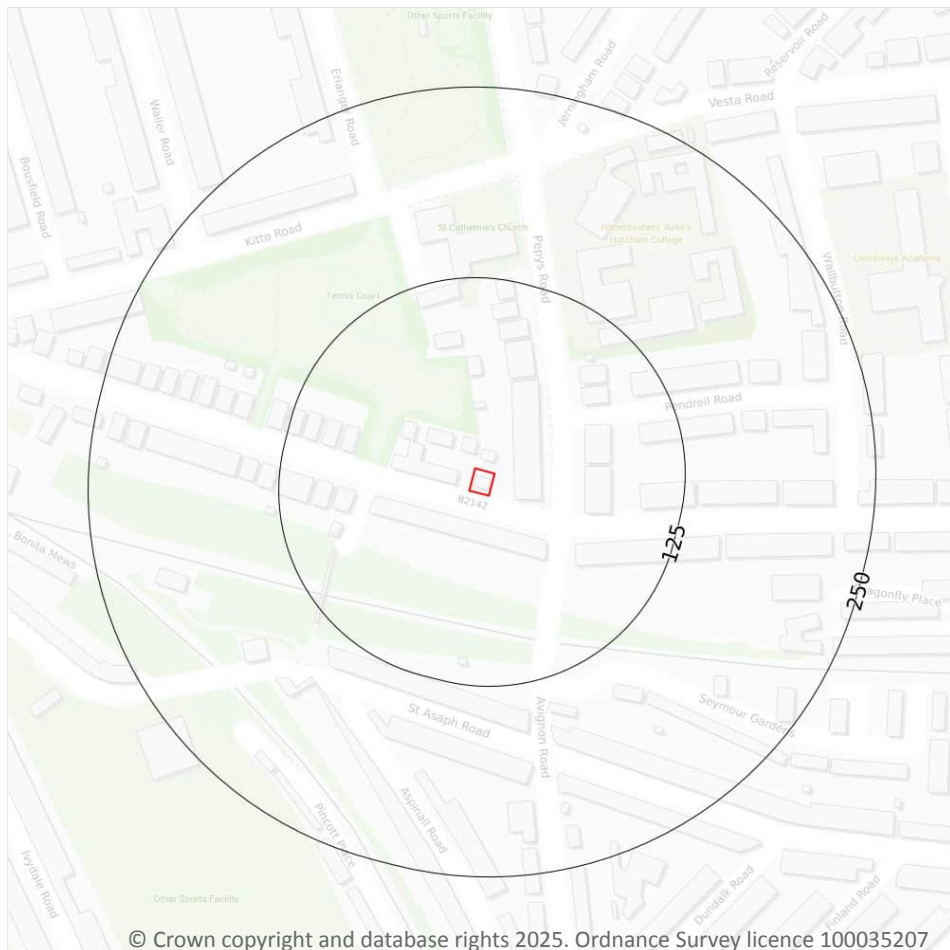 Other Sports Facility
Reservoir Road
Jerningham Road
Erlanger Road
Vesta Road
Waller Road
Bousfield Road
St Catherine's Church
Haberdashers' Aske's
Hatcham College
Kitto Road
Pepys Road
Crossways Academy
Wallbutton Road
Tennis Court
Pendrell Road
B2142
125
Bonita Mews
250
agonfly Place
Seymour Gardens
St Asaph Road
Avignon Road
Aspinall Road
Pincott Place
Ivydale Road
Dundalk Road
Finland Road
Other Sports Facility
© Crown copyright and database rights 2025. Ordnance Survey licence 100035207